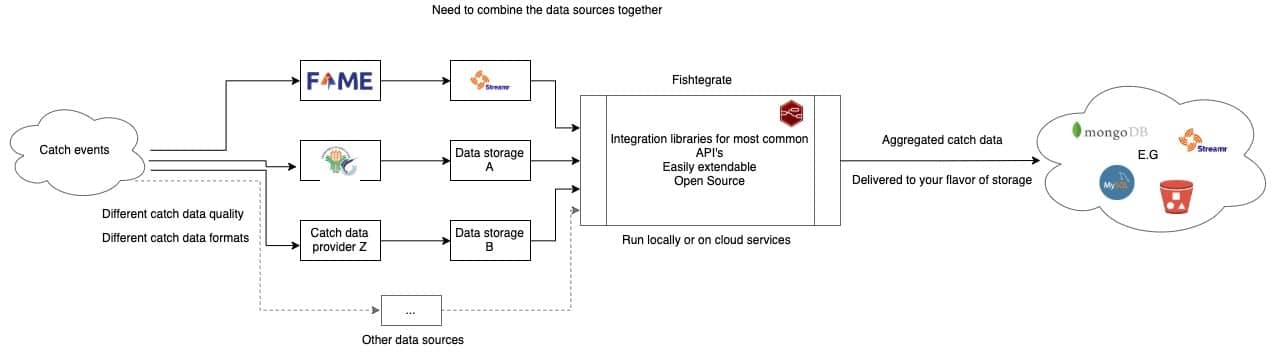 Need to combine the data sources together
FAME
Streamr
Fishtegrate
Catch events
Data storage
A
Integration libraries for most common
API's
Easily extendable
Open Source
Aggregated catch data
Delivered to your flavor of storage
mongoDB
E.G
Streamr
MySQL
Different catch data quality
Different catch data formats
Catch data
provider Z
Data storage
B
Run locally or on cloud services
...
Other data sources